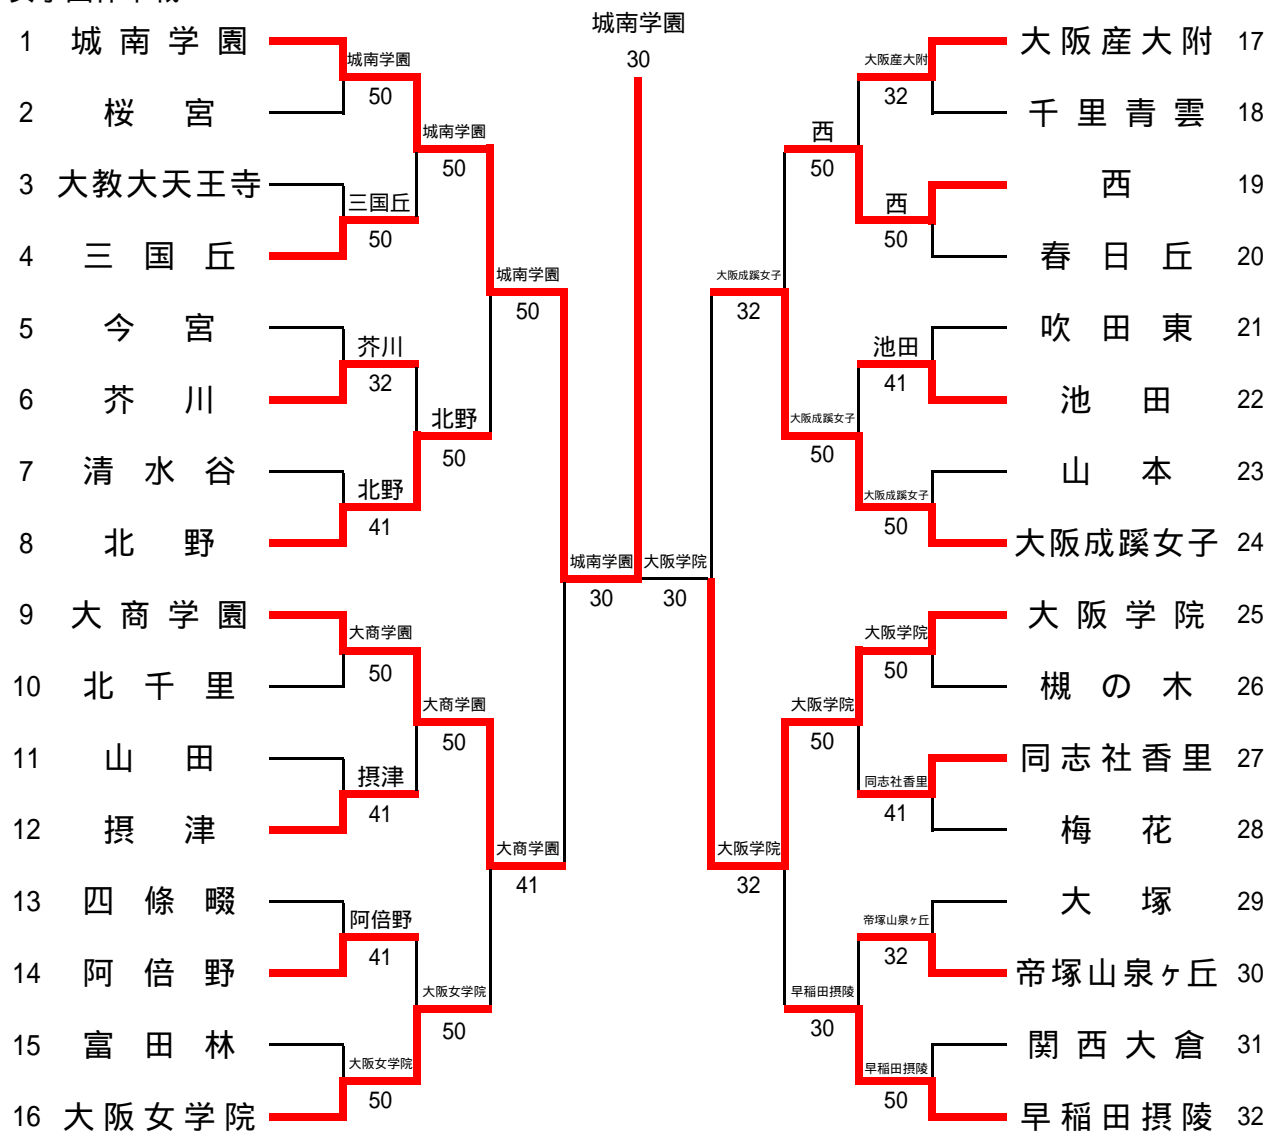 城南学園
30
1 城南学園
2 桜宮
3 大教大天王寺
4 三国丘
5 今宮
6 芥川
7 清水谷
8 北野
9 大商学園
10 北千里
11 山田
12 摂津
13 四條畷
14 阿倍野
15 富田林
16 大阪女学院
城南学園
50
三国丘
50
芥川
32
北野
41
大商学園
50
摂津
41
阿倍野
41
大阪女学院
50
城南学園
50
北野
50
大商学園
50
大阪女学院
50
城南学園
50
大商学園
41
城南学園
30
大阪学院
30
大阪成蹊女子
32
大阪学院
32
西
50
大阪成蹊女子
50
大阪学院
50
早稲田摂陵
30
大阪産大附
32
西
50
池田
41
大阪成蹊女子
50
大阪学院
50
同志社香里
41
帝塚山泉ヶ丘
32
早稲田摂陵
50
大阪産大附 17
千里青雲 18
西 19
春日丘 20
吹田東 21
池田 22
山本 23
大阪成蹊女子 24
大阪学院 25
槻の木 26
同志社香里 27
梅花 28
大塚 29
帝塚山泉ヶ丘 30
関西大倉 31
早稲田摂陵 32